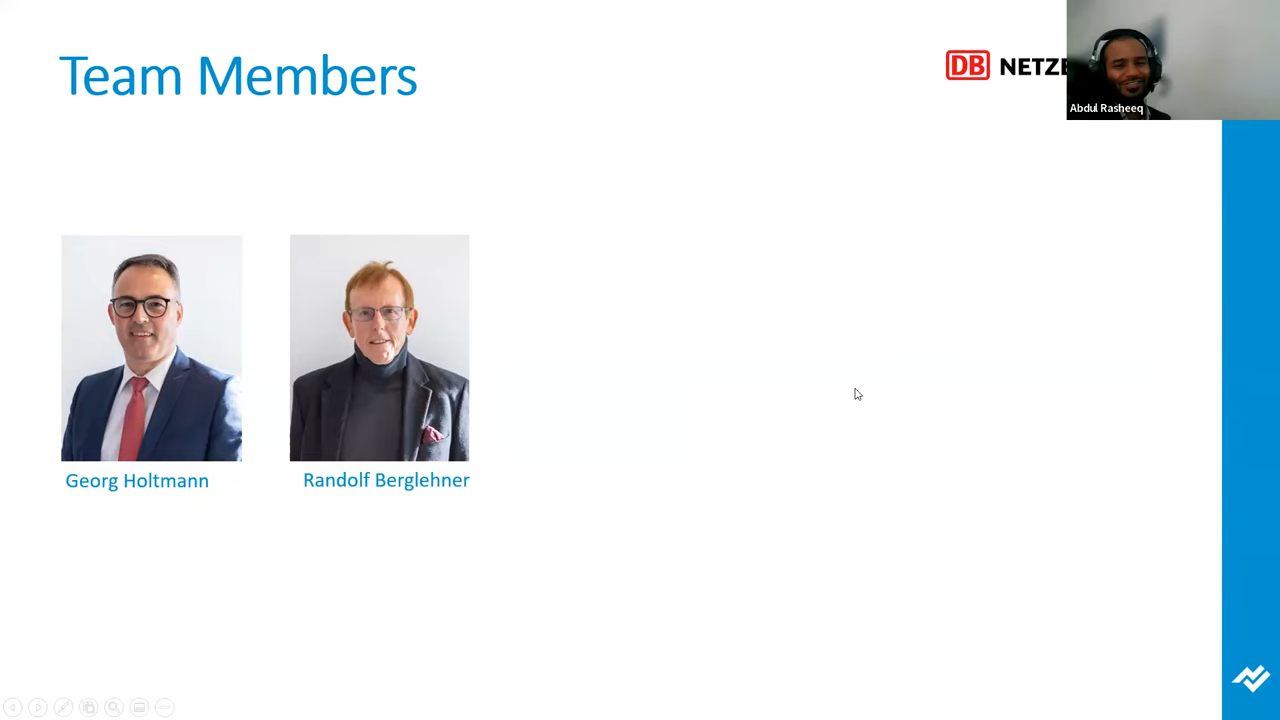 Team Members
DB NETZE
Abdul Rasheeq
Georg Holtmann
Randolf Berglehner